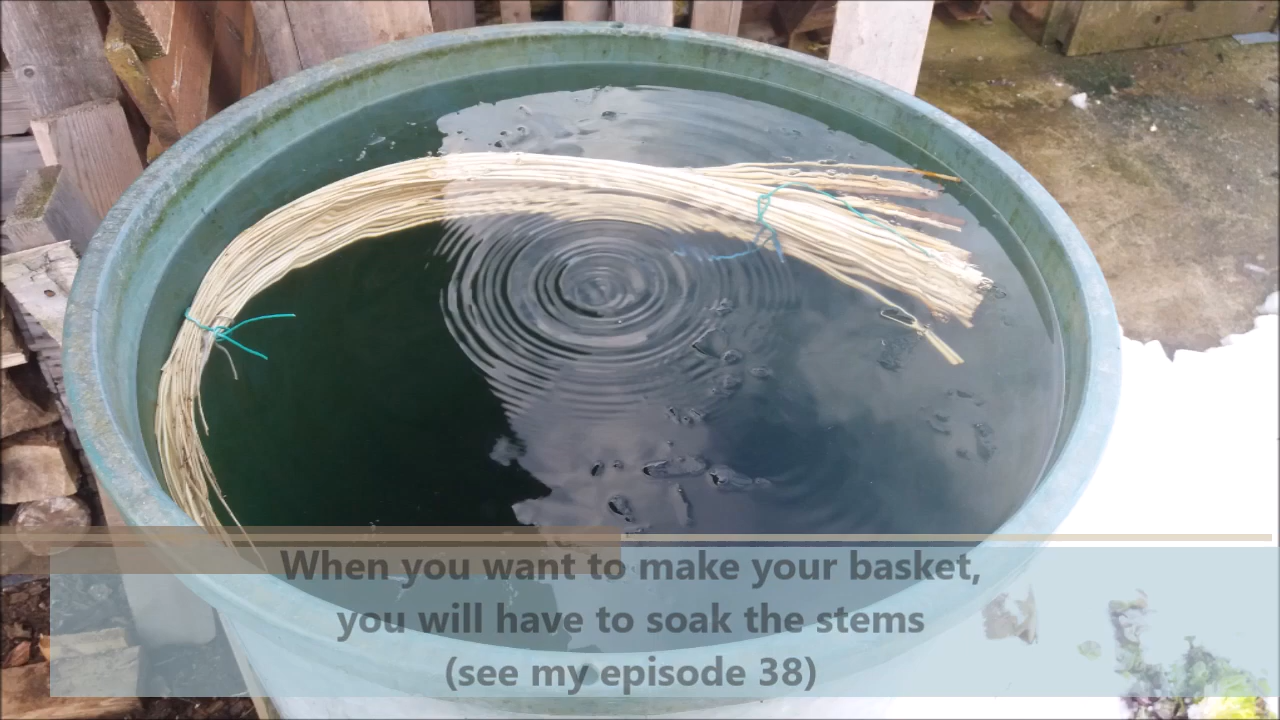 When you want to make your basket,
you will have to soak the stems
(see my episode 38)